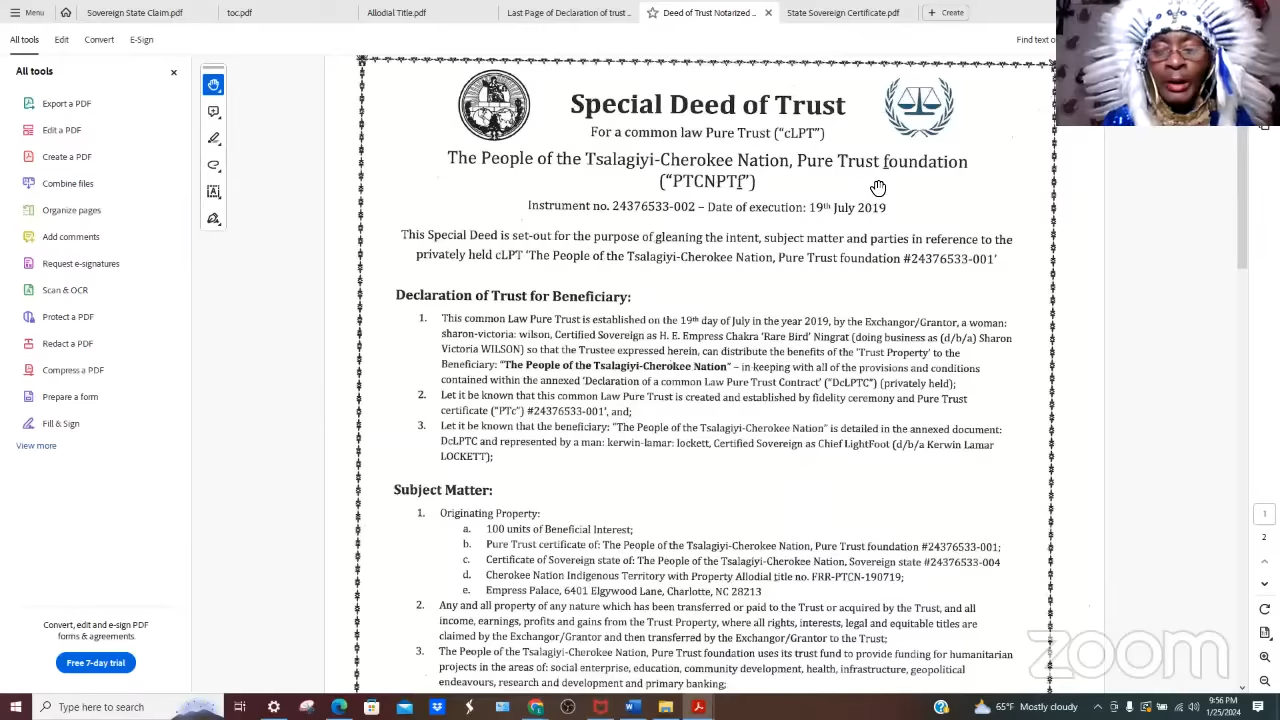 Menu
Sovereign State Claim.pdf
toc.pdf
Allodial Title.pdf
Last Page of Declaration of trust ...
Deed of Trust Notarized ...
State Sovereign Certificate.pdf
Create
All tools
Edit
Convert
E-Sign
Find text o
All tools
Export a PDF
Edit a PDF
Create a PDF
Combine files
Organize pages
Add comments
Request e-signatures
Scan & OCR
Protect a PDF
Redact a PDF
Compress a PDF
Prepare a form
Fill & Sign
View more
Convert, edit and e-sign PDF
forms & agreements
Free 7-day trial
Special Deed of Trust
For a common law Pure Trust ("cLPT")
The People of the Tsalagiyi-Cherokee Nation, Pure Trust foundation
("PTCNPTf")
Instrument no. 24376533-002 – Date of execution: 19th July 2019
This Special Deed is set-out for the purpose of gleaning the intent, subject matter and parties in reference to the
privately held cLPT 'The People of the Tsalagiyi-Cherokee Nation, Pure Trust foundation #24376533-001'
Declaration of Trust for Beneficiary:
1. This common Law Pure Trust is established on the 19th day of July in the year 2019, by the Exchangor/Grantor, a woman:
sharon-victoria: wilson, Certified Sovereign as H. E. Empress Chakra 'Rare Bird' Ningrat (doing business as (d/b/a) Sharon
Victoria WILSON) so that the Trustee expressed herein, can distribute the benefits of the 'Trust Property' to the
Beneficiary: "The People of the Tsalagiyi-Cherokee Nation" – in keeping with all of the provisions and conditions
contained within the annexed 'Declaration of a common Law Pure Trust Contract' ("DcLPTC") (privately held);
2. Let it be known that this common Law Pure Trust is created and established by fidelity ceremony and Pure Trust
certificate ("PTc") #24376533-001', and;
3. Let it be known that the beneficiary: "The People of the Tsalagiyi-Cherokee Nation" is detailed in the annexed document:
DcLPTC and represented by a man: kerwin-lamar: lockett, Certified Sovereign as Chief LightFoot (d/b/a Kerwin Lamar
LOCKETT);
Subject Matter:
1. Originating Property:
a. 100 units of Beneficial Interest;
b. Pure Trust certificate of: The People of the Tsalagiyi-Cherokee Nation, Pure Trust foundation #24376533-001;
c. Certificate of Sovereign state of: The People of the Tsalagiyi-Cherokee Nation, Sovereign state #24376533-004
d. Cherokee Nation Indigenous Territory with Property Allodial title no. FRR-PTCN-190719;
e. Empress Palace, 6401 Elgywood Lane, Charlotte, NC 28213
2. Any and all property of any nature which has been transferred or paid to the Trust or acquired by the Trust, and all
income, earnings, profits and gains from the Trust Property, where all rights, interests, legal and equitable titles are
claimed by the Exchangor/Grantor and then transferred by the Exchangor/Grantor to the Trust;
3. The People of the Tsalagiyi-Cherokee Nation, Pure Trust foundation uses its trust fund to provide funding for humanitarian
projects in the areas of: social enterprise, education, community development, health, infrastructure, geopolitical
endeavours, research and development and primary banking;
1
2
zoom
Type here to search
65°F Mostly cloudy
9:56 PM
1/25/2024